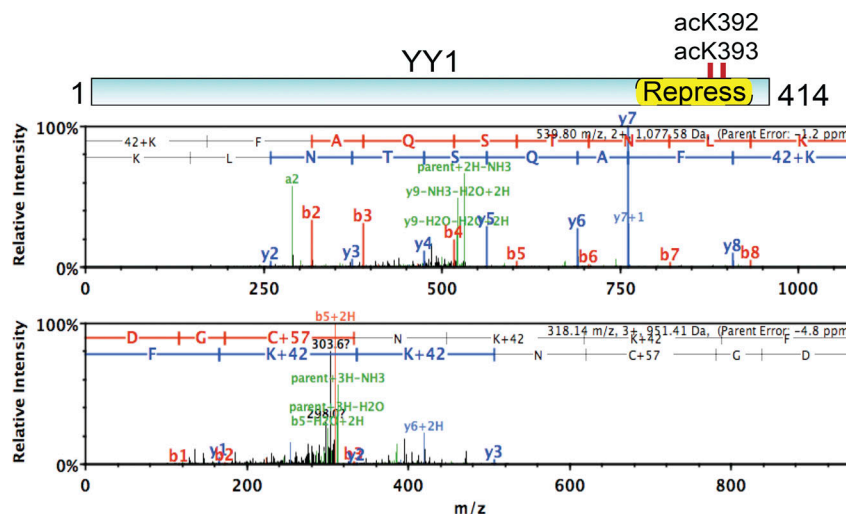 acK392
acK393
YY1
1
Repress
414
100%
0%
Relative Intensity
42+K F A Q S T N L K
539.80 m/z, 2+, 1,077.58 Da, (Parent Error: -1.2 ppm
K L N T S Q A F 42+K
y7
parent+2H-NH3
a2
y9-NH3-H2O+2H
y9-H2O-H2O+2H
y7+1
b2
b3
b4
y5
y6
y2
y3
y4
b5
b6
b7
y8
b8
0 250 500 750 1000
100%
0%
Relative Intensity
b5+2H
D G C+57 N K+42 K+42 F
318.14 m/z, 3+, 951.41 Da, (Parent Error: -4.8 ppm
303.6?
F K+42 K+42 N C+57 G D
parent+3H-NH3
parent+3H-H2O
298.0?
b5-H2O+2H
y6+2H
b1
y1
b2
b3
y2
y3
0 200 400 600 800
m/z